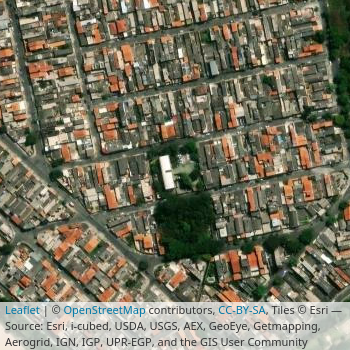 Leaflet | © OpenStreetMap contributors, CC-BY-SA, Tiles © Esri —
Source: Esri, i-cubed, USDA, USGS, AEX, GeoEye, Getmapping,
Aerogrid, IGN, IGP, UPR-EGP, and the GIS User Community